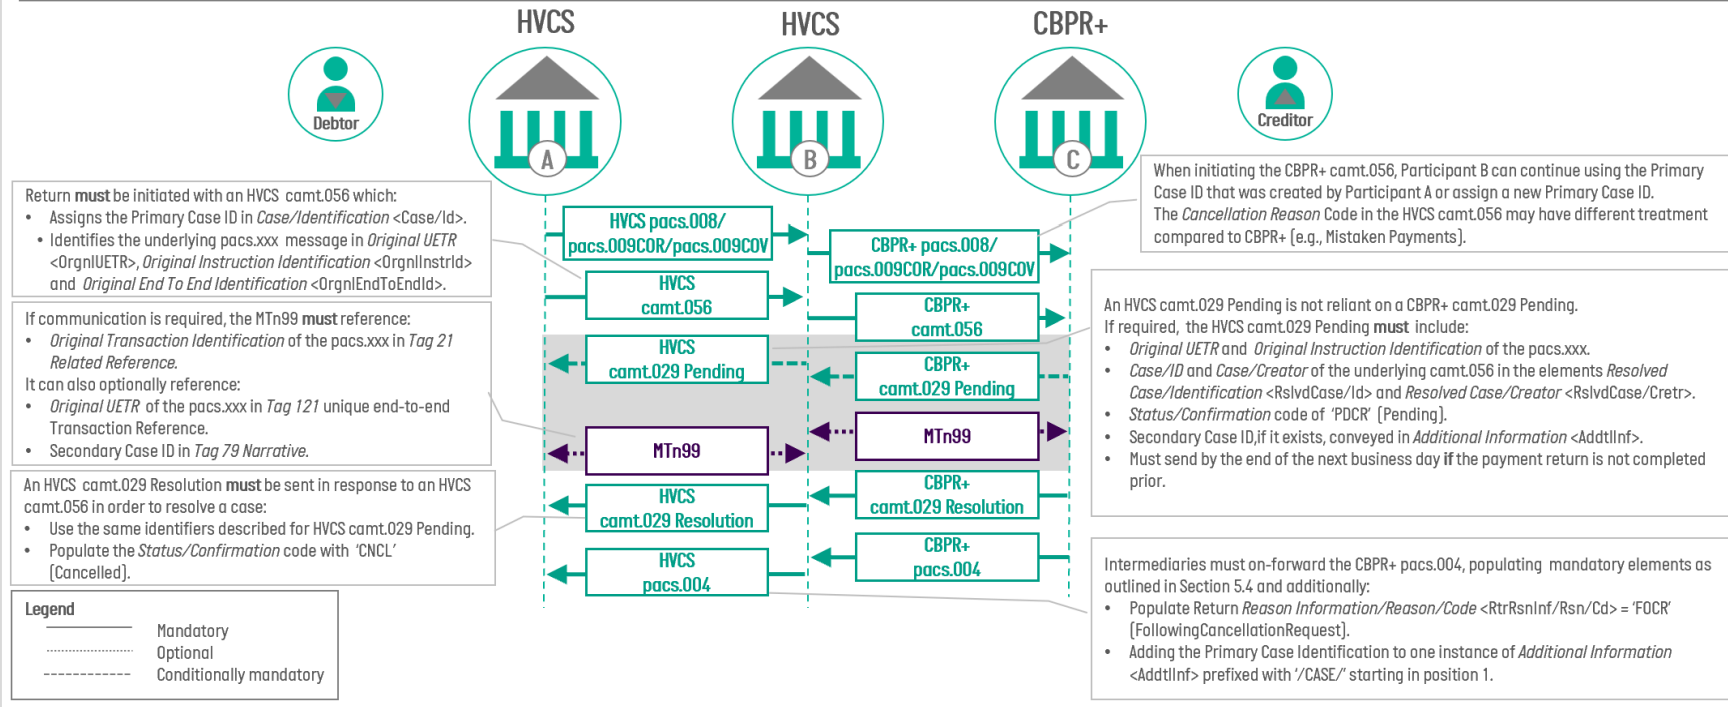 HVCS
HVCS
CBPR+
Debtor
A
B
C
Creditor
Return must be initiated with an HVCS camt.056 which:
• Assigns the Primary Case ID in Case/Identification <Case/Id>.
• Identifies the underlying pacs.xxx message in Original UETR
<OrgnlUETR>, Original Instruction Identification <OrgnlInstrId>
and Original End To End Identification <OrgnlEndToEndId>.
If communication is required, the MTn99 must reference:
• Original Transaction Identification of the pacs.xxx in Tag 21
Related Reference.
It can also optionally reference:
• Original UETR of the pacs.xxx in Tag 121 unique end-to-end
Transaction Reference.
• Secondary Case ID in Tag 79 Narrative.
An HVCS camt.029 Resolution must be sent in response to an HVCS
camt.056 in order to resolve a case:
• Use the same identifiers described for HVCS camt.029 Pending.
• Populate the Status/Confirmation code with 'CNCL'
(Cancelled).
Legend
Mandatory
Optional
Conditionally mandatory
HVCS pacs.008/
pacs.009COR/pacs.009COV
HVCS
camt.056
HVCS
camt.029 Pending
MTn99
HVCS
camt.029 Resolution
HVCS
pacs.004
CBPR+ pacs.008/
pacs.009COR/pacs.009COV
CBPR+
camt.056
CBPR+
camt.029 Pending
MTn99
CBPR+
camt.029 Resolution
CBPR+
pacs.004
When initiating the CBPR+ camt.056, Participant B can continue using the Primary
Case ID that was created by Participant A or assign a new Primary Case ID.
The Cancellation Reason Code in the HVCS camt.056 may have different treatment
compared to CBPR+ (e.g., Mistaken Payments).
An HVCS camt.029 Pending is not reliant on a CBPR+ camt.029 Pending.
If required, the HVCS camt.029 Pending must include:
• Original UETR and Original Instruction Identification of the pacs.xxx.
• Case/ID and Case/Creator of the underlying camt.056 in the elements Resolved
Case/Identification <RslvdCase/Id> and Resolved Case/Creator <RslvdCase/Cretr>.
• Status/Confirmation code of 'PDCR' (Pending).
• Secondary Case ID,if it exists, conveyed in Additional Information <AddtlInf>.
• Must send by the end of the next business day if the payment return is not completed
prior.
Intermediaries must on-forward the CBPR+ pacs.004, populating mandatory elements as
outlined in Section 5.4 and additionally:
• Populate Return Reason Information/Reason/Code <RtrRsnInf/Rsn/Cd> = 'FOCR'
(FollowingCancellationRequest).
• Adding the Primary Case Identification to one instance of Additional Information
<AddtlInf> prefixed with '/CASE/' starting in position 1.